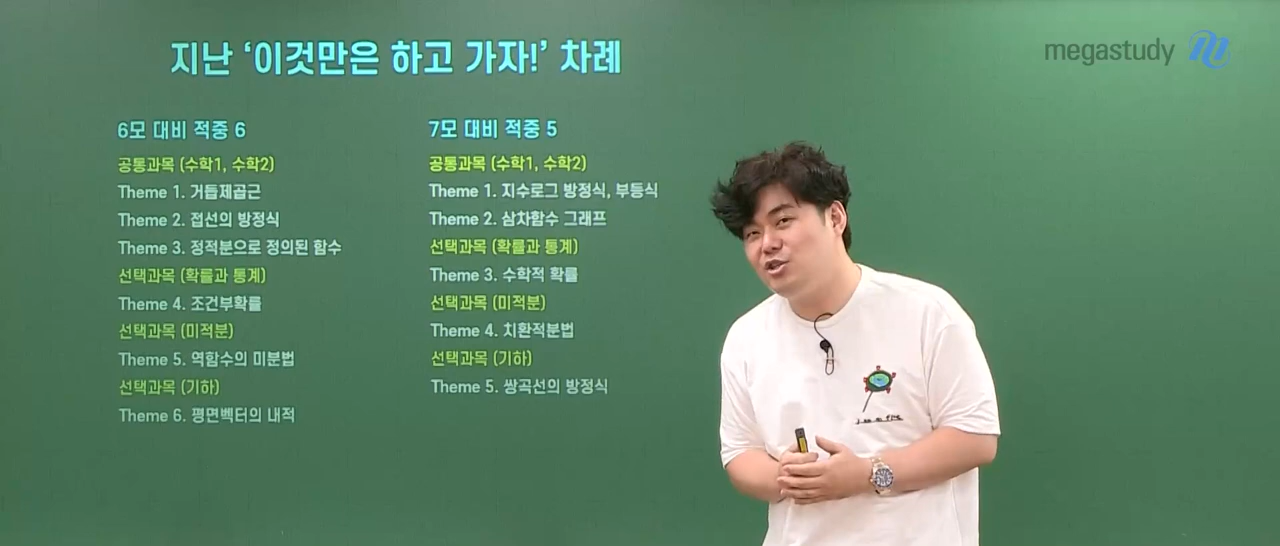 지난 ‘이것만은 하고 가자!’ 차례
megastudy
6모 대비 적중 6
공통과목 (수학1, 수학2)
Theme 1. 거듭제곱근
Theme 2. 접선의 방정식
Theme 3. 정적분으로 정의된 함수
선택과목 (확률과 통계)
Theme 4. 조건부확률
선택과목 (미적분)
Theme 5. 역함수의 미분법
선택과목 (기하)
Theme 6. 평면벡터의 내적
7모 대비 적중 5
공통과목 (수학1, 수학2)
Theme 1. 지수로그 방정식, 부등식
Theme 2. 삼차함수 그래프
선택과목 (확률과 통계)
Theme 3. 수학적 확률
선택과목 (미적분)
Theme 4. 치환적분법
선택과목 (기하)
Theme 5. 쌍곡선의 방정식